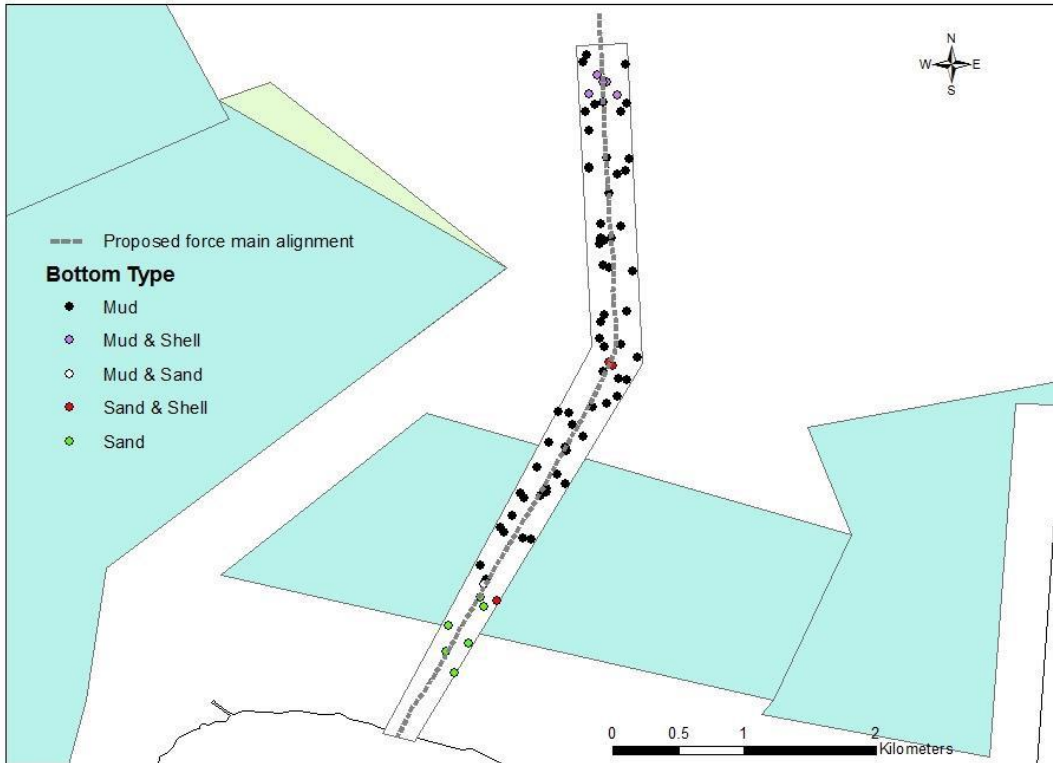 N
W E
S
Proposed force main alignment
Bottom Type
Mud
Mud & Shell
Mud & Sand
Sand & Shell
Sand
0 0.5 1 2
Kilometers